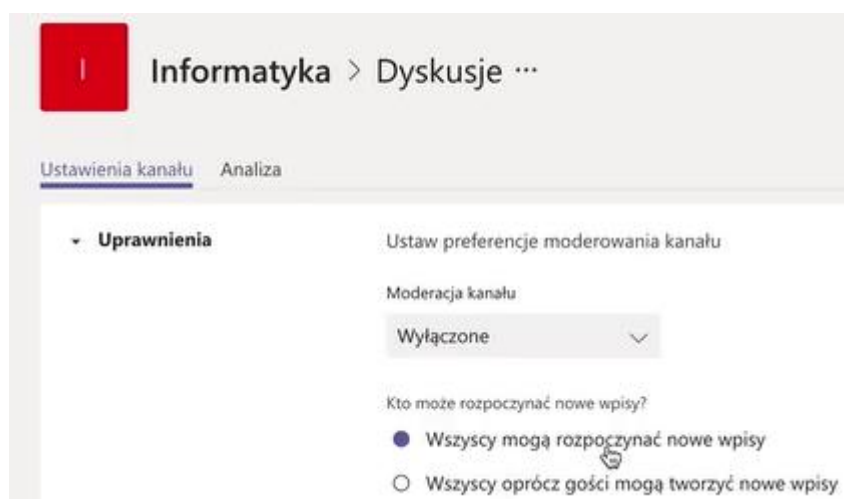 I
Informatyka > Dyskusje ···
Ustawienia kanału Analiza
Uprawnienia
Ustaw preferencje moderowania kanału
Moderacja kanału
Wyłączone
Kto może rozpoczynać nowe wpisy?
Wszyscy mogą rozpoczynać nowe wpisy
Wszyscy oprócz gości mogą tworzyć nowe wpisy